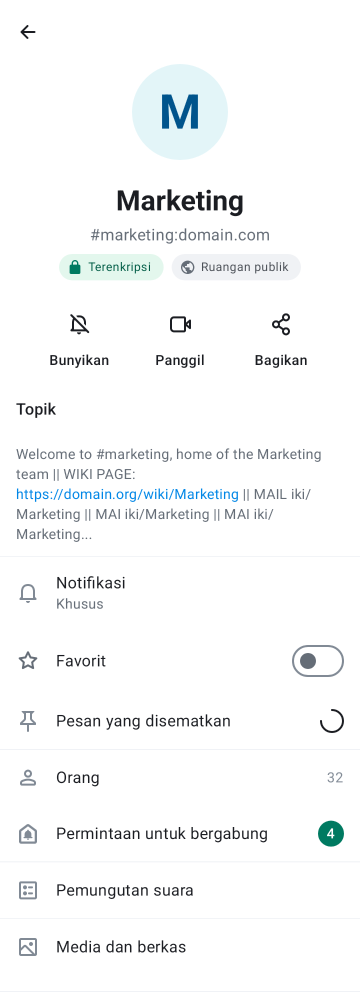 M
Marketing
#marketing:domain.com
Terenkripsi
Ruangan publik
Bunyikan
Panggil
Bagikan
Topik
Welcome to #marketing, home of the Marketing
team || WIKI PAGE:
https://domain.org/wiki/Marketing || MAIL iki/
Marketing || MAI iki/Marketing || MAI iki/
Marketing...
Notifikasi
Khusus
Favorit
Pesan yang disematkan
Orang
32
Permintaan untuk bergabung
4
Pemungutan suara
Media dan berkas